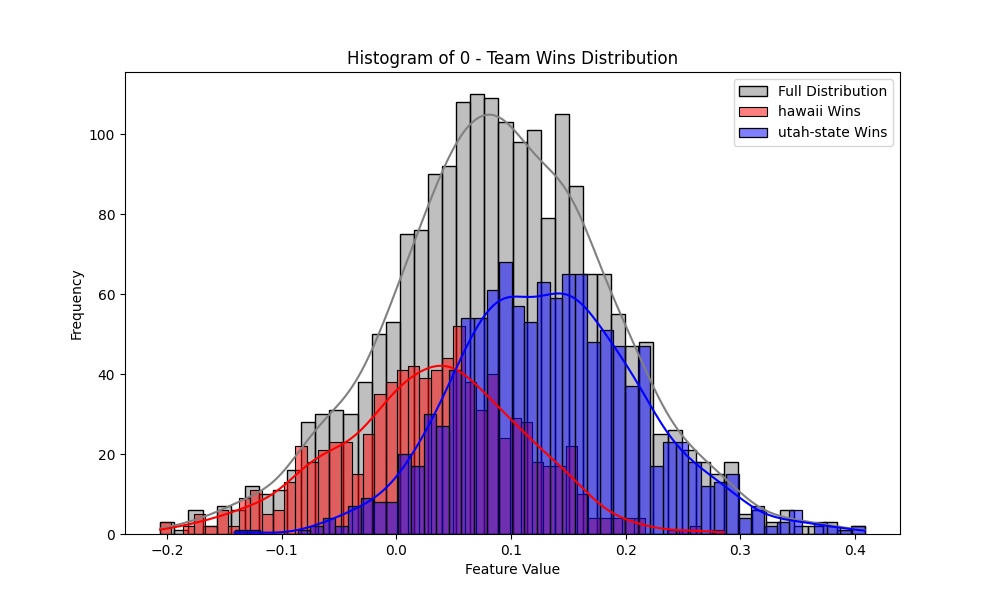 Histogram of 0 - Team Wins Distribution
Full Distribution
hawaii Wins
utah-state Wins
Frequency
100
80
60
40
20
0
−0.2 −0.1 0.0 0.1 0.2 0.3 0.4
Feature Value